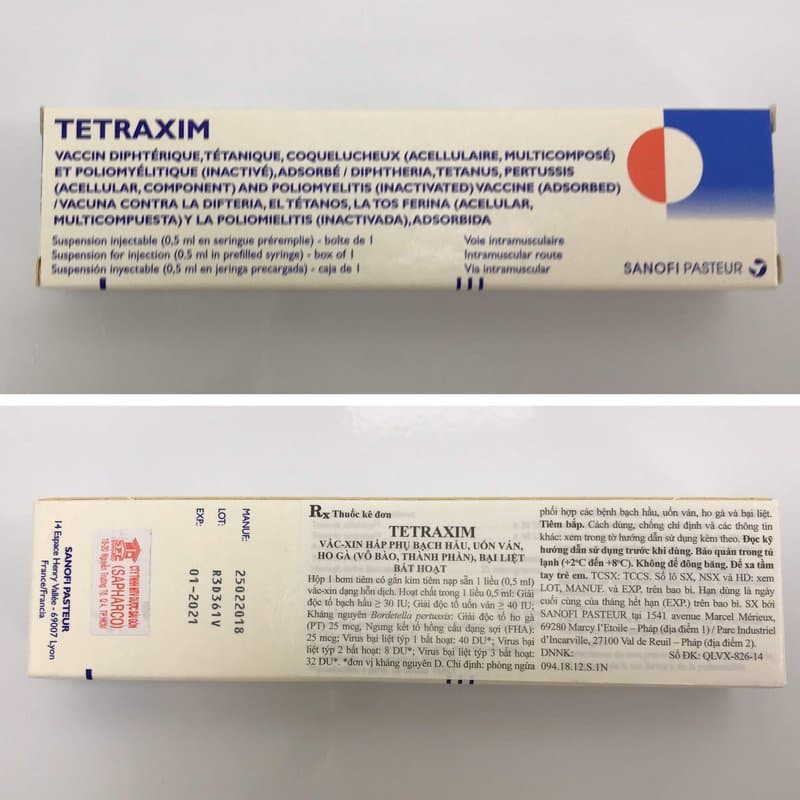 TETRAXIM
VACCIN DIPHTÉRIQUE, TÉTANIQUE, COQUELUCHEUX (ACELLULAIRE, MULTICOMPOSÉ)
ET POLIOMYÉLITIQUE (INACTIVÉ), ADSORBÉ / DIPHTHERIA, TETANUS, PERTUSSIS
(ACELLULAR, COMPONENT) AND POLIOMYELITIS (INACTIVATED) VACCINE (ADSORBED)
/ VACUNA CONTRA LA DIFTERIA, EL TÉTANOS, LA TOS FERINA (ACELULAR,
MULTICOMPUESTA) Y LA POLIOMIELITIS (INACTIVADA), ADSORBIDA
Suspension injectable (0,5 ml en seringue préremplie) - boîte de 1
Suspension for injection (0,5 ml in prefilled syringe) - box of 1
Suspensión inyectable (0,5 ml en jeringa precargada) - caja de 1
Voie intramusculaire
Intramuscular route
Via intramuscular
SANOFI PASTEUR
SANOFI PASTEUR
14 Espace Henry Vallée - 69007 Lyon
France/Francia
(SAPHARCO)
MANUF: 25022018
LOT: R3D361V
EXP: 01-2021
Rx Thuốc kê đơn
TETRAXIM
VẮC-XIN HẤP PHỤ BẠCH HẦU, UỐN VÁN,
HO GÀ (VÔ BÀO, THÀNH PHẦN), BẠI LIỆT
BẤT HOẠT
Hộp 1 bơm tiêm có gắn kim tiêm nạp sẵn 1 liều (0,5 ml)
vắc-xin dạng hỗn dịch. Hoạt chất trong 1 liều 0,5 ml: Giải
độc tố bạch hầu ≥ 30 IU; Giải độc tố uốn ván ≥ 40 IU.
Kháng nguyên Bordetella pertussis: Giải độc tố ho gà
(PT) 25 mcg, Ngưng kết tố hồng cầu dạng sợi (FHA):
25 mcg; Virus bại liệt týp 1 bất hoạt: 40 DU*; Virus bại
liệt týp 2 bất hoạt: 8 DU*; Virus bại liệt týp 3 bất hoạt:
32 DU*. *đơn vị kháng nguyên D. Chỉ định: phòng ngừa
phối hợp các bệnh bạch hầu, uốn ván, ho gà và bại liệt.
Tiêm bắp. Cách dùng, chống chỉ định và các thông tin
khác: xem trong tờ hướng dẫn sử dụng kèm theo. Đọc kỹ
hướng dẫn sử dụng trước khi dùng. Bảo quản trong tủ
lạnh (+2°C đến +8°C). Không để đông băng. Để xa tầm
tay trẻ em. TCSX: TCCS. Số lô SX, NSX và HD: xem
LOT, MANUF. và EXP. trên bao bì. Hạn dùng là ngày
cuối cùng của tháng hết hạn (EXP.) trên bao bì. SX bởi
SANOFI PASTEUR tại 1541 avenue Marcel Mérieux,
69280 Marcy l'Etoile – Pháp (địa điểm 1) / Parc Industriel
d'Incarville, 27100 Val de Reuil – Pháp (địa điểm 2).
DNNK: Số ĐK: QLVX-826-14
094.18.12.S.1N